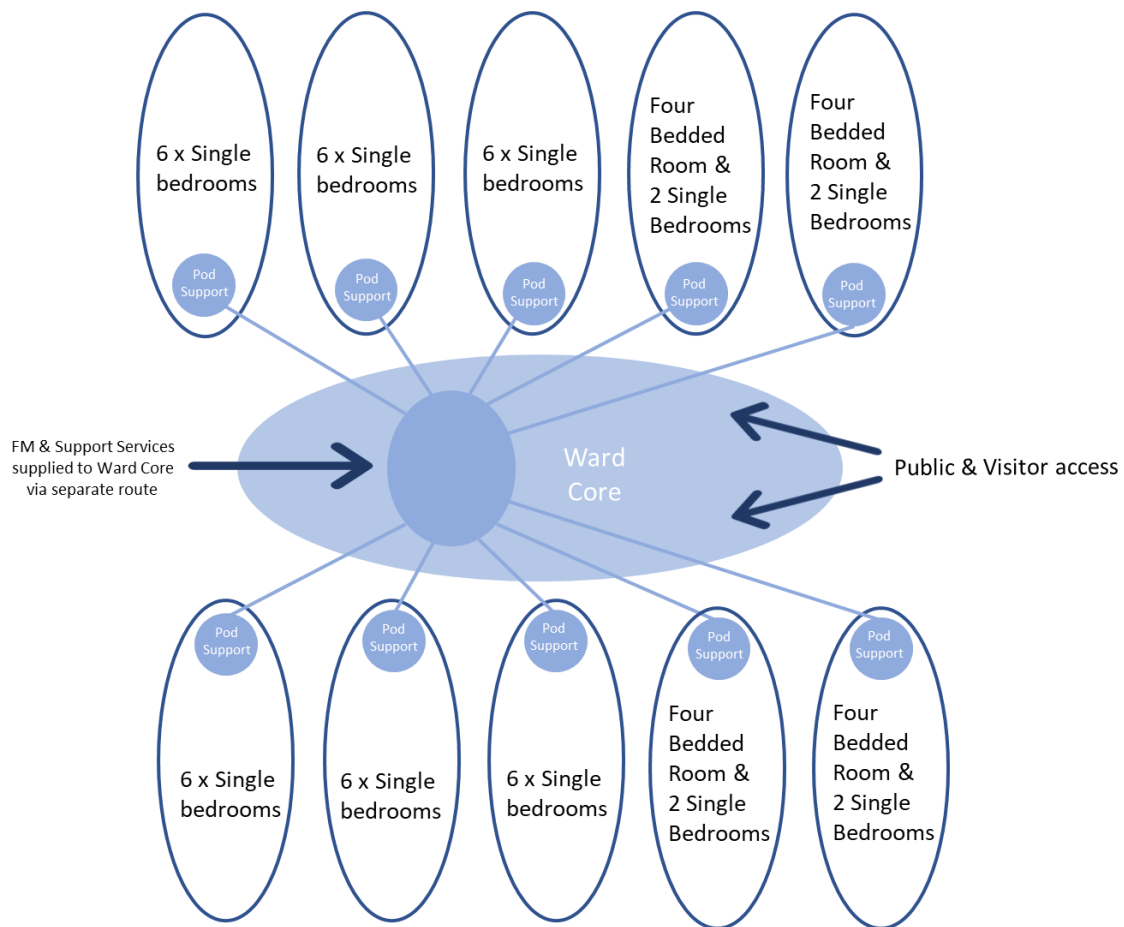 6 x Single
bedrooms
Pod
Support
6 x Single
bedrooms
Pod
Support
6 x Single
bedrooms
Pod
Support
Four
Bedded
Room &
2 Single
Bedrooms
Pod
Support
Four
Bedded
Room &
2 Single
Bedrooms
Pod
Support
FM & Support Services
supplied to Ward Core
via separate route
Ward
Core
Public & Visitor access
Pod
Support
6 x Single
bedrooms
Pod
Support
6 x Single
bedrooms
Pod
Support
6 x Single
bedrooms
Pod
Support
Four
Bedded
Room &
2 Single
Bedrooms
Pod
Support
Four
Bedded
Room &
2 Single
Bedrooms